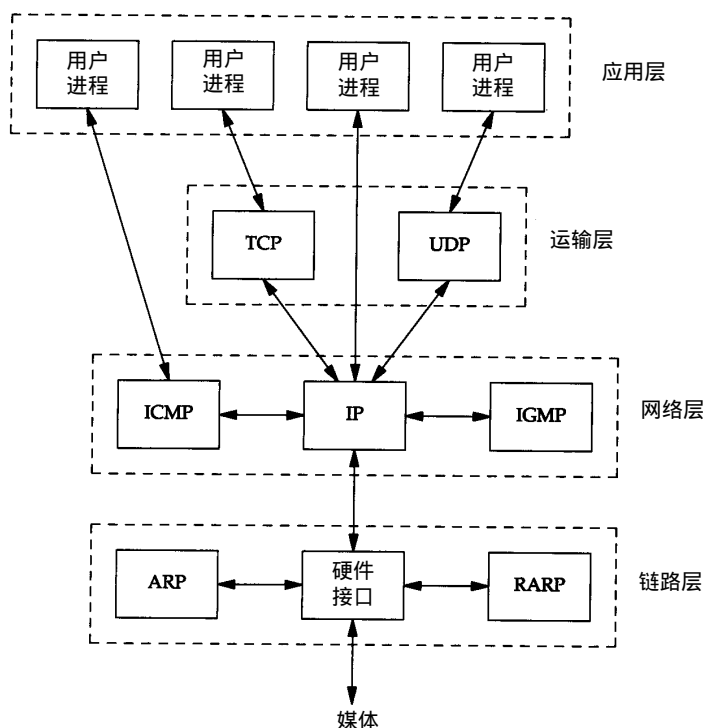 用户
进程
用户
进程
用户
进程
用户
进程
应用层
TCP
UDP
运输层
ICMP
IP
IGMP
网络层
ARP
硬件
接口
RARP
链路层
媒体